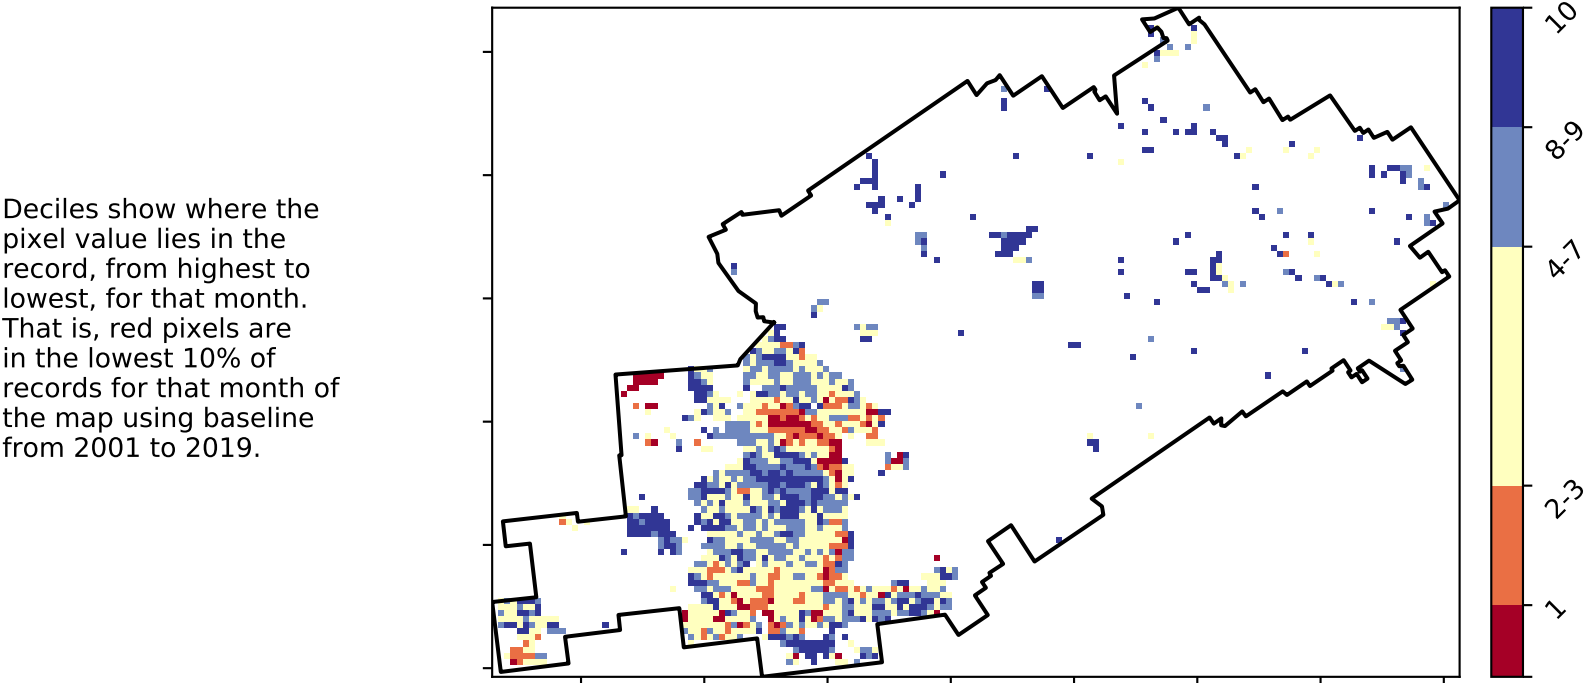 Deciles show where the
pixel value lies in the
record, from highest to
lowest, for that month.
That is, red pixels are
in the lowest 10% of
records for that month of
the map using baseline
from 2001 to 2019.
10
8-9
4-7
2-3
1